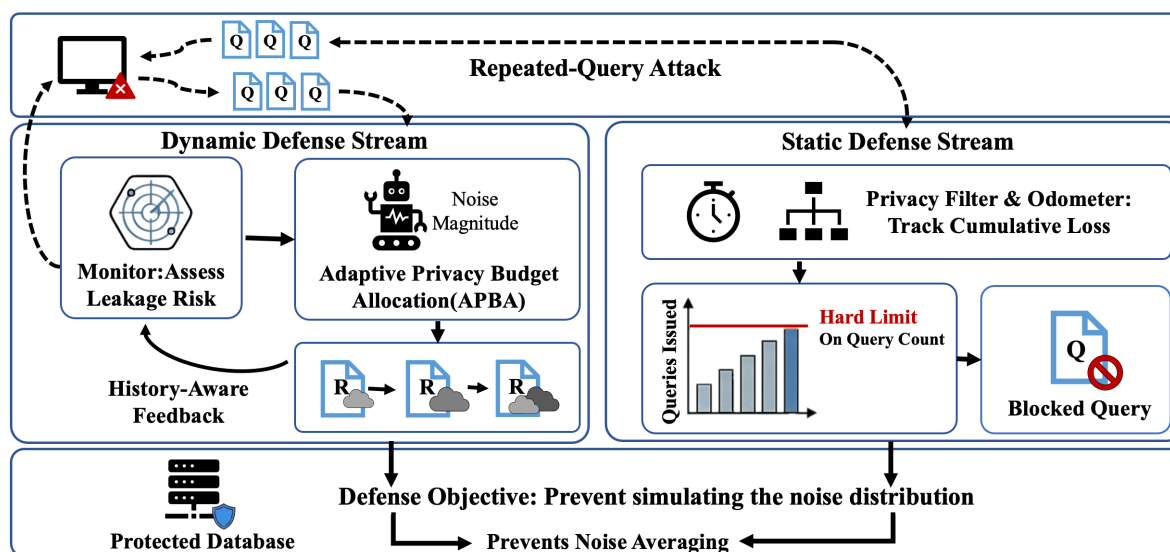 Q Q Q
Q Q Q
Repeated-Query Attack
Dynamic Defense Stream
Monitor:Assess
Leakage Risk
Noise
Magnitude
Adaptive Privacy Budget
Allocation(APBA)
History-Aware
Feedback
R R R
Static Defense Stream
Privacy Filter & Odometer:
Track Cumulative Loss
Queries Issued
Hard Limit
On Query Count
Q
Blocked Query
Defense Objective: Prevent simulating the noise distribution
Protected Database
Prevents Noise Averaging